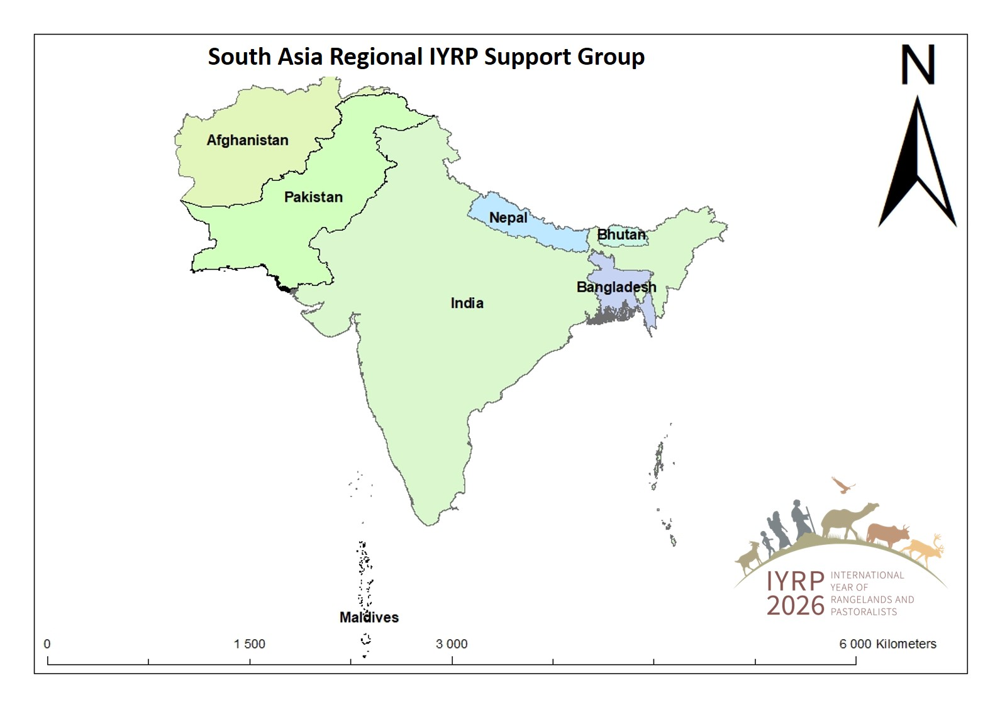 South Asia Regional IYRP Support Group
N
Afghanistan
Pakistan
Nepal
Bhutan
Bangladesh
India
Maldives
IYRP
2026
INTERNATIONAL
YEAR OF
RANGELANDS AND
PASTORALISTS
0 1 500 3 000 6 000 Kilometers